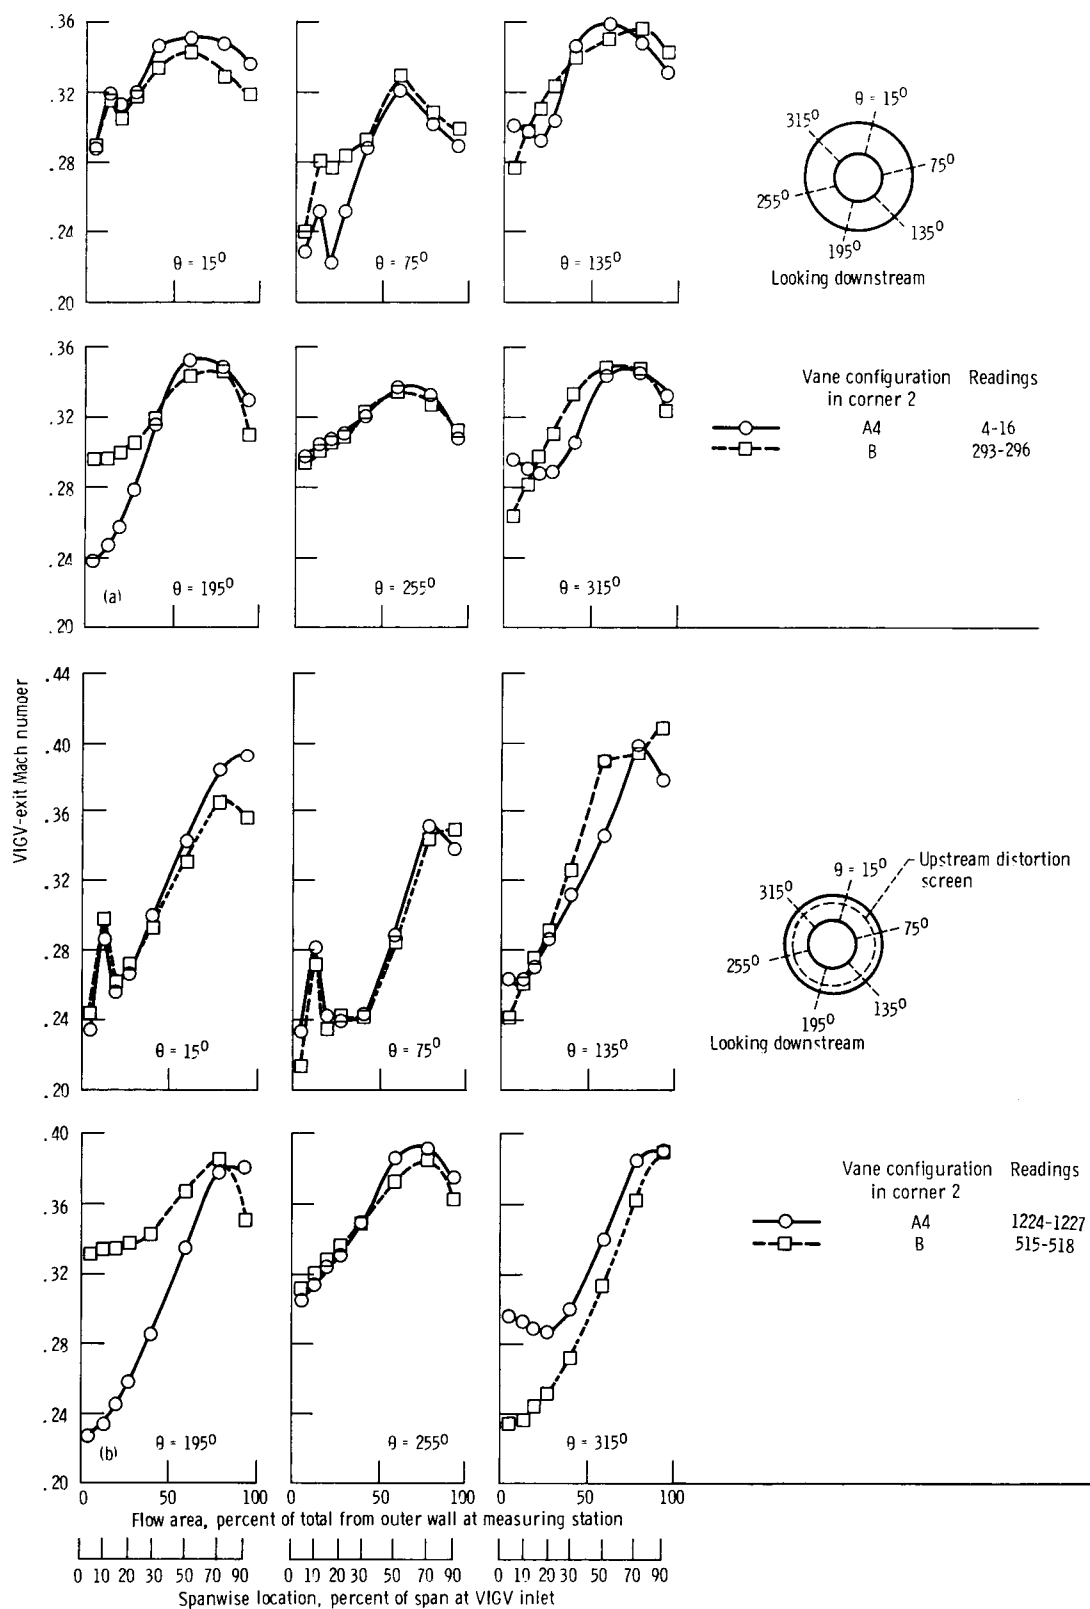 .36
.32
.28
.24
.20
θ = 15°
θ = 75°
θ = 135°
θ = 15°
315°
75°
255°
135°
195°
Looking downstream
.36
.32
.28
.24
.20
(a)
θ = 195°
θ = 255°
θ = 315°
Vane configuration in corner 2
Readings
A4 4-16
B 293-296
VIGV-exit Mach number
.44
.40
.36
.32
.28
.24
.20
θ = 15°
θ = 75°
θ = 135°
Upstream distortion screen
θ = 15°
315°
75°
255°
135°
195°
Looking downstream
.40
.36
.32
.28
.24
.20
(b)
θ = 195°
θ = 255°
θ = 315°
Vane configuration in corner 2
Readings
A4 1224-1227
B 515-518
0 50 100 0 50 100 0 50 100
Flow area, percent of total from outer wall at measuring station
0 10 20 30 50 70 90 0 10 20 30 50 70 90 0 10 20 30 50 70 90
Spanwise location, percent of span at VIGV inlet